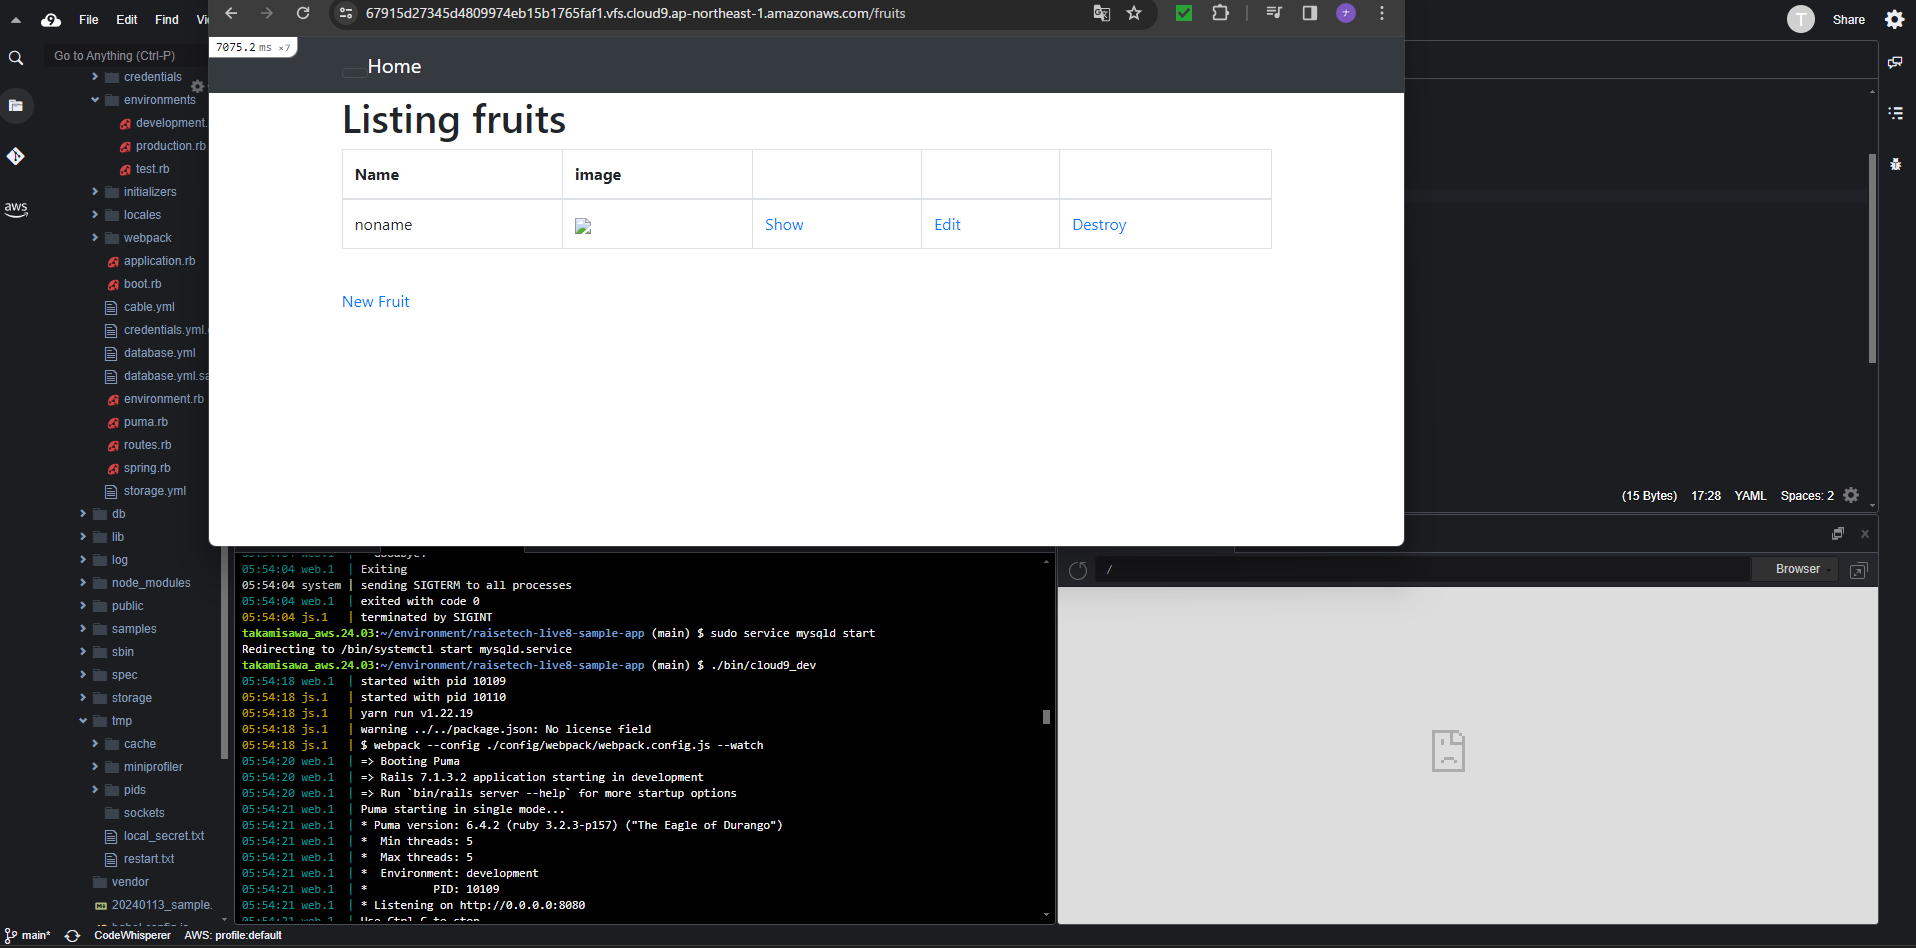 File Edit Find Vi
67915d27345d4809974eb15b1765faf1.vfs.cloud9.ap-northeast-1.amazonaws.com/fruits
T Share
Go to Anything (Ctrl-P)
7075.2 ms ×7
Home
credentials
environments
development.
production.rb
test.rb
initializers
locales
webpack
application.rb
boot.rb
cable.yml
credentials.yml.
database.yml
database.yml.sa
environment.rb
puma.rb
routes.rb
spring.rb
storage.yml
db
lib
log
node_modules
public
samples
sbin
spec
storage
tmp
cache
miniprofiler
pids
sockets
local_secret.txt
restart.txt
vendor
20240113_sample.
aws
Listing fruits
Name image
noname Show Edit Destroy
New Fruit
(15 Bytes) 17:28 YAML Spaces: 2
05:54:04 web.1 | Exiting
05:54:04 system | sending SIGTERM to all processes
05:54:04 web.1 | exited with code 0
05:54:04 js.1 | terminated by SIGINT
takamisawa_aws.24.03:~/environment/raisetech-live8-sample-app (main) $ sudo service mysqld start
Redirecting to /bin/systemctl start mysqld.service
takamisawa_aws.24.03:~/environment/raisetech-live8-sample-app (main) $ ./bin/cloud9_dev
05:54:18 web.1 | started with pid 10109
05:54:18 js.1 | started with pid 10110
05:54:18 js.1 | yarn run v1.22.19
05:54:18 js.1 | warning ../../package.json: No license field
05:54:18 js.1 | $ webpack --config ./config/webpack/webpack.config.js --watch
05:54:20 web.1 | => Booting Puma
05:54:20 web.1 | => Rails 7.1.3.2 application starting in development
05:54:20 web.1 | => Run `bin/rails server --help` for more startup options
05:54:21 web.1 | Puma starting in single mode...
05:54:21 web.1 | * Puma version: 6.4.2 (ruby 3.2.3-p157) ("The Eagle of Durango")
05:54:21 web.1 | * Min threads: 5
05:54:21 web.1 | * Max threads: 5
05:54:21 web.1 | * Environment: development
05:54:21 web.1 | * PID: 10109
05:54:21 web.1 | * Listening on http://0.0.0.0:8080
/ Browser
main* CodeWhisperer AWS: profile:default